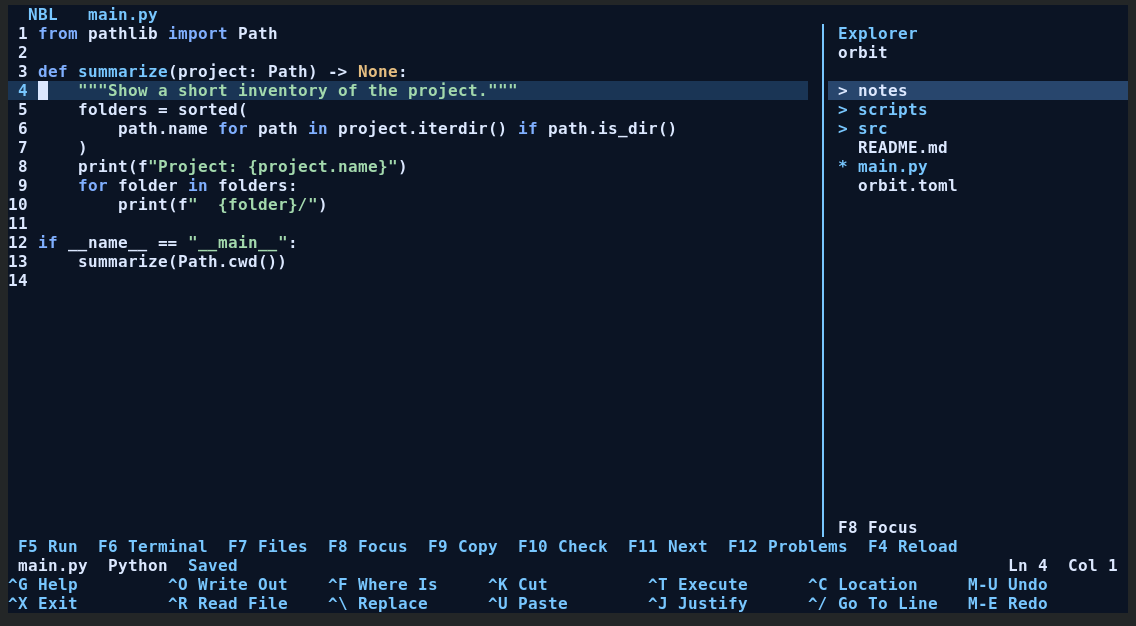 NBL   main.py
 1 from pathlib import Path
 2
 3 def summarize(project: Path) -> None:
 4     """Show a short inventory of the project."""
 5     folders = sorted(
 6         path.name for path in project.iterdir() if path.is_dir()
 7     )
 8     print(f"Project: {project.name}")
 9     for folder in folders:
10         print(f"  {folder}/")
11
12 if __name__ == "__main__":
13     summarize(Path.cwd())
14
Explorer
orbit
> notes
> scripts
> src
  README.md
* main.py
  orbit.toml
F8 Focus
F5 Run  F6 Terminal  F7 Files  F8 Focus  F9 Copy  F10 Check  F11 Next  F12 Problems  F4 Reload
main.py  Python  Saved  Ln 4  Col 1
^G Help  ^O Write Out  ^F Where Is  ^K Cut  ^T Execute  ^C Location  M-U Undo
^X Exit  ^R Read File  ^\ Replace  ^U Paste  ^J Justify  ^/ Go To Line  M-E Redo